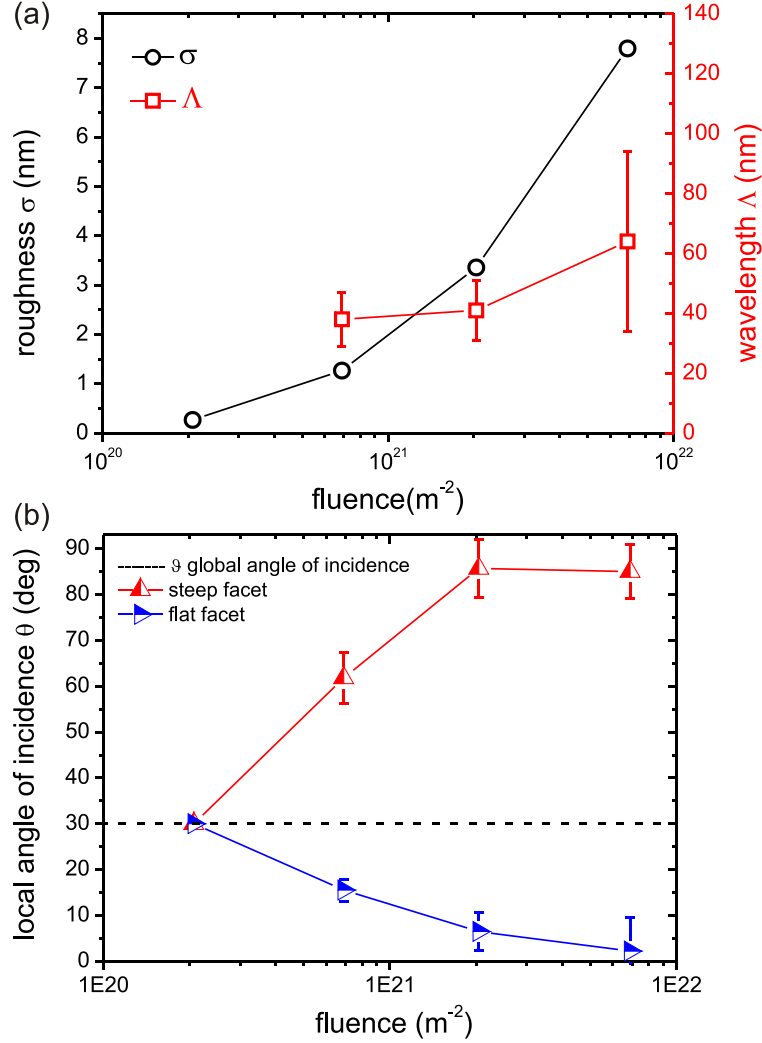 (a)
8
7
6
5
4
3
2
1
0
roughness σ (nm)
σ
Λ
140
120
100
80
60
40
20
0
wavelength Λ (nm)
10^20
10^21
10^22
fluence(m^-2)
(b)
90
80
70
60
50
40
30
20
10
0
local angle of incidence θ (deg)
ϑ global angle of incidence
steep facet
flat facet
1E20
1E21
1E22
fluence (m^-2)